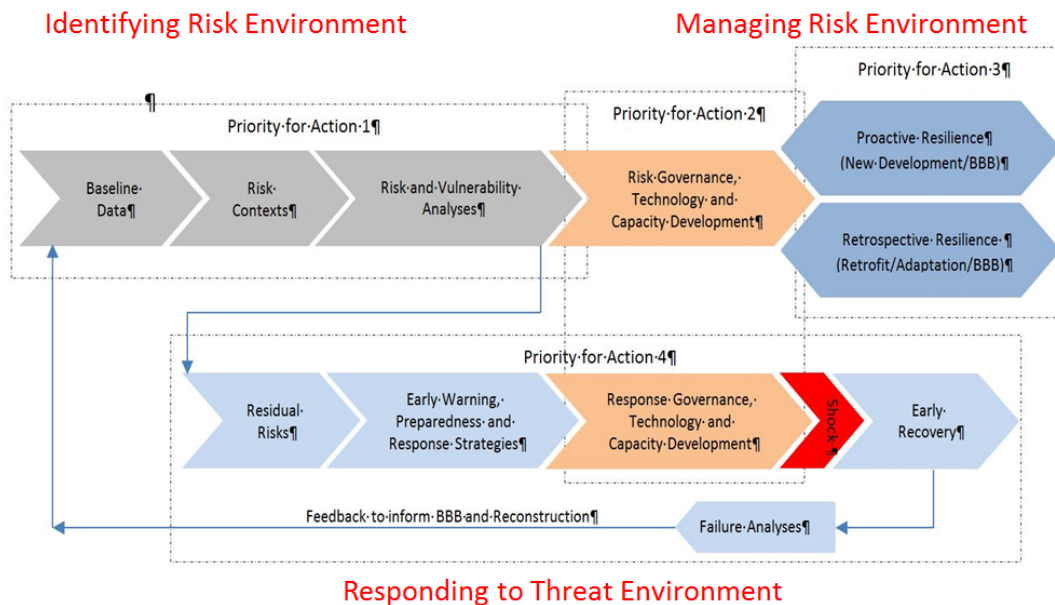 Identifying Risk Environment
Managing Risk Environment
¶
Priority·for·Action·1¶
Priority·for·Action·2¶
Priority·for·Action·3¶
Baseline·
Data¶
Risk·
Contexts¶
Risk·and·Vulnerability·
Analyses¶
Risk·Governance,·
Technology·and·
Capacity·Development¶
Proactive·Resilience¶
(New·Development/BBB)¶
Retrospective·Resilience·¶
(Retrofit/Adaptation/BBB)¶
Priority·for·Action·4¶
Residual·
Risks¶
Early·Warning,·
Preparedness·and·
Response·Strategies¶
Response·Governance,·
Technology·and·
Capacity·Development¶
Shock·¶
Early·
Recovery¶
Feedback·to·inform·BBB·and·Reconstruction¶
Failure·Analyses¶
Responding to Threat Environment